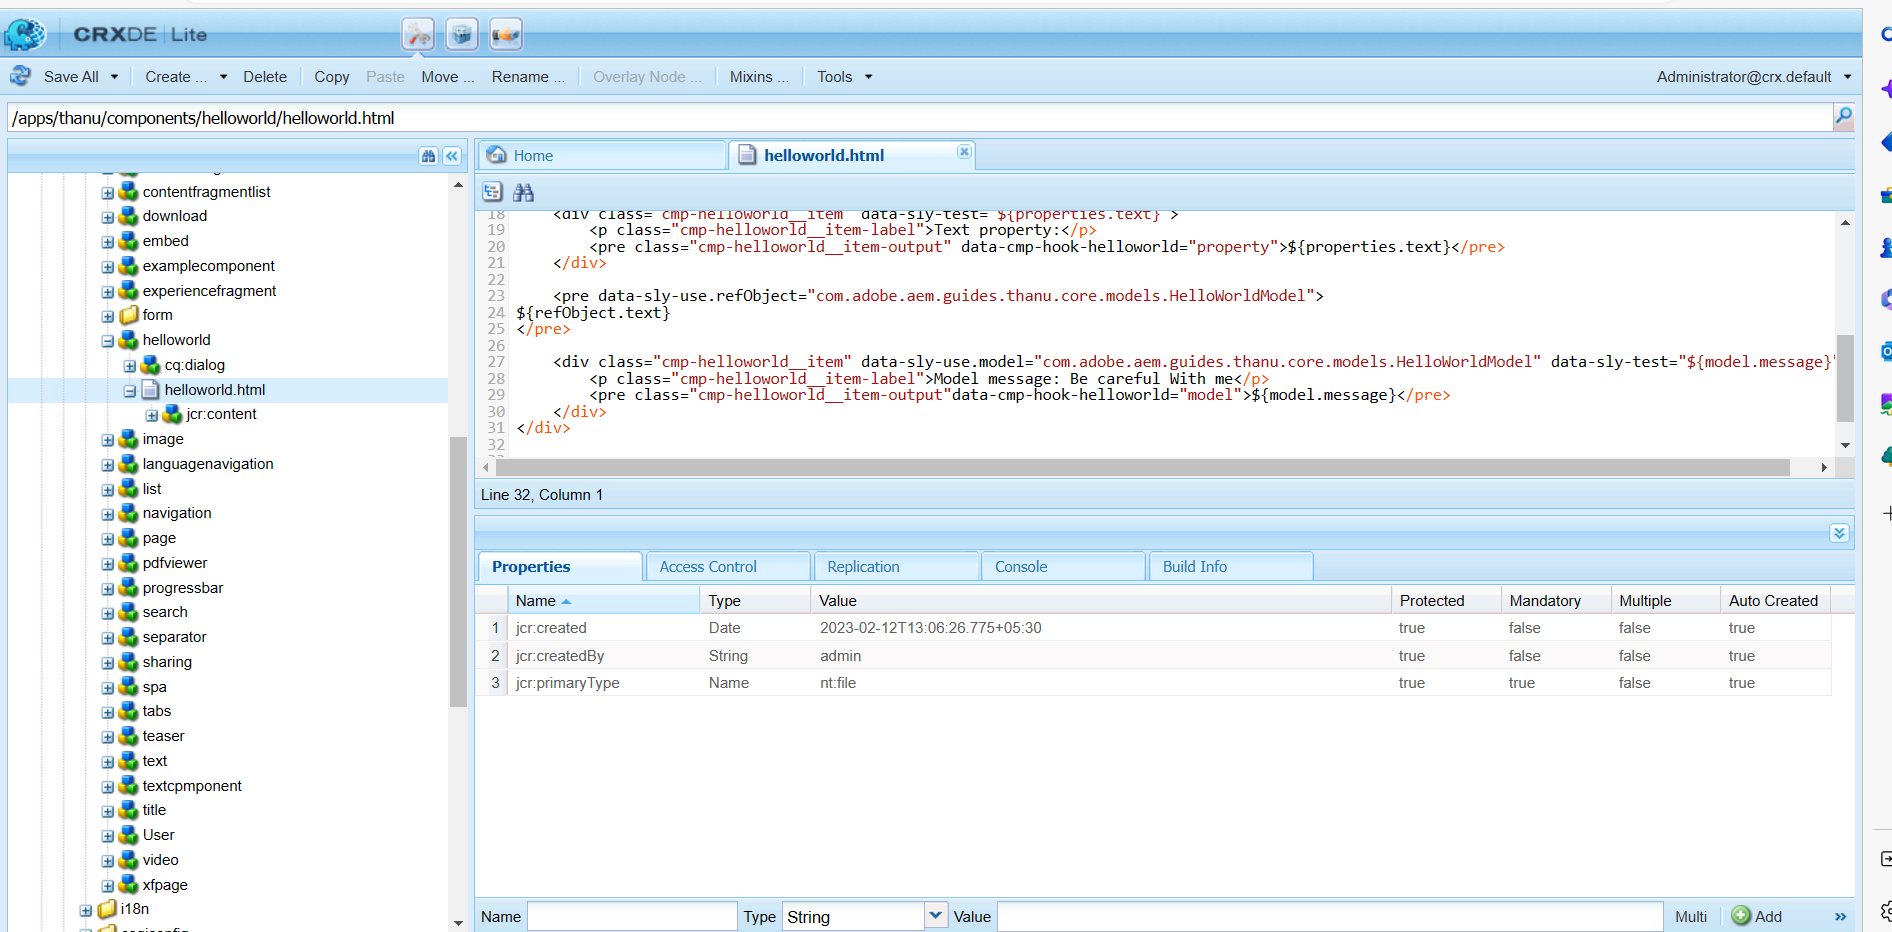 CRXDE | Lite
Save All Create ... Delete Copy Paste Move ... Rename ... Overlay Node ... Mixins ... Tools Administrator@crx.default
/apps/thanu/components/helloworld/helloworld.html
contentfragmentlist
download
embed
examplecomponent
experiencefragment
form
helloworld
cq:dialog
helloworld.html
jcr:content
image
languagenavigation
list
navigation
page
pdfviewer
progressbar
search
separator
sharing
spa
tabs
teaser
text
textcpmponent
title
User
video
xfpage
i18n
Home helloworld.html
18 <div class="cmp-helloworld__item" data-sly-test="${properties.text}">
19 <p class="cmp-helloworld__item-label">Text property:</p>
20 <pre class="cmp-helloworld__item-output" data-cmp-hook-helloworld="property">${properties.text}</pre>
21 </div>
22
23 <pre data-sly-use.refObject="com.adobe.aem.guides.thanu.core.models.HelloWorldModel">
24 ${refObject.text}
25 </pre>
26
27 <div class="cmp-helloworld__item" data-sly-use.model="com.adobe.aem.guides.thanu.core.models.HelloWorldModel" data-sly-test="${model.message}"
28 <p class="cmp-helloworld__item-label">Model message: Be careful With me</p>
29 <pre class="cmp-helloworld__item-output"data-cmp-hook-helloworld="model">${model.message}</pre>
30 </div>
31 </div>
32
Line 32, Column 1
Properties Access Control Replication Console Build Info
Name Type Value Protected Mandatory Multiple Auto Created
1 jcr:created Date 2023-02-12T13:06:26.775+05:30 true false false true
2 jcr:createdBy String admin true false false true
3 jcr:primaryType Name nt:file true true false true
Name Type String Value Multi Add